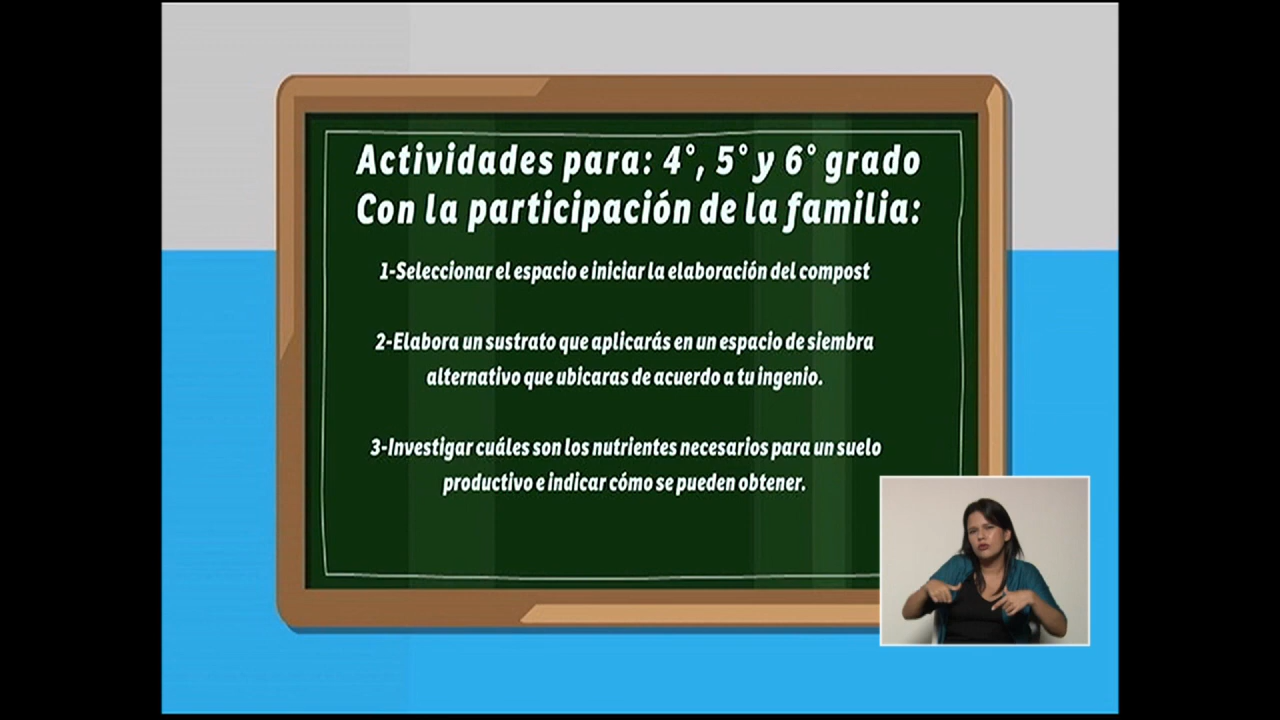 Actividades para: 4°, 5° y 6° grado
Con la participación de la familia:
1-Seleccionar el espacio e iniciar la elaboración del compost
2-Elabora un sustrato que aplicarás en un espacio de siembra
alternativo que ubicaras de acuerdo a tu ingenio.
3-Investigar cuáles son los nutrientes necesarios para un suelo
productivo e indicar cómo se pueden obtener.